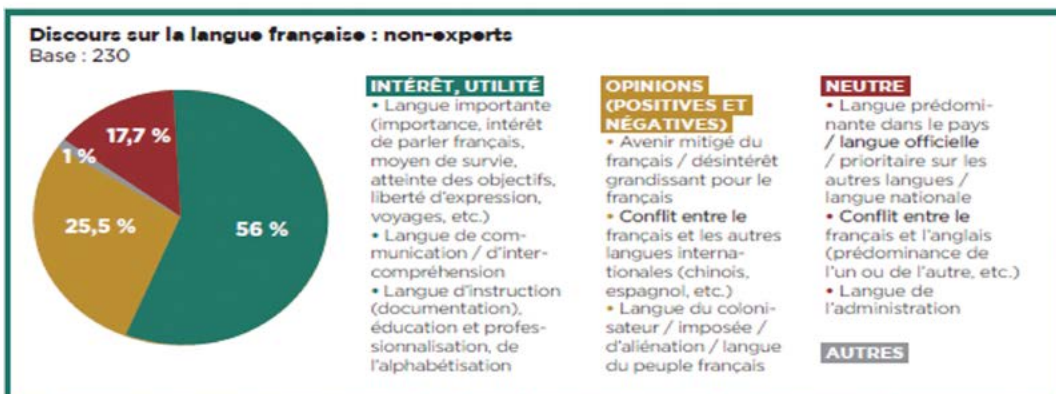 Discours sur la langue française : non-experts
Base : 230
17,7 %
1 %
25,5 %
56 %
INTÉRÊT, UTILITÉ
• Langue importante
(importance, intérêt
de parler français,
moyen de survie,
atteinte des objectifs,
liberté d'expression,
voyages, etc.)
• Langue de com-
munication / d'inter-
compréhension
• Langue d'instruction
(documentation),
éducation et profes-
sionnalisation, de
l'alphabétisation
OPINIONS
(POSITIVES ET
NÉGATIVES)
• Avenir mitigé du
français / désintérêt
grandissant pour le
français
• Conflit entre le
français et les autres
langues interna-
tionales (chinois,
espagnol, etc.)
• Langue du coloni-
sateur / imposée /
d'aliénation / langue
du peuple français
NEUTRE
• Langue prédomi-
nante dans le pays
/ langue officielle
/ prioritaire sur les
autres langues /
langue nationale
• Conflit entre le
français et l'anglais
(prédominance de
l'un ou de l'autre, etc.)
• Langue de
l'administration
AUTRES